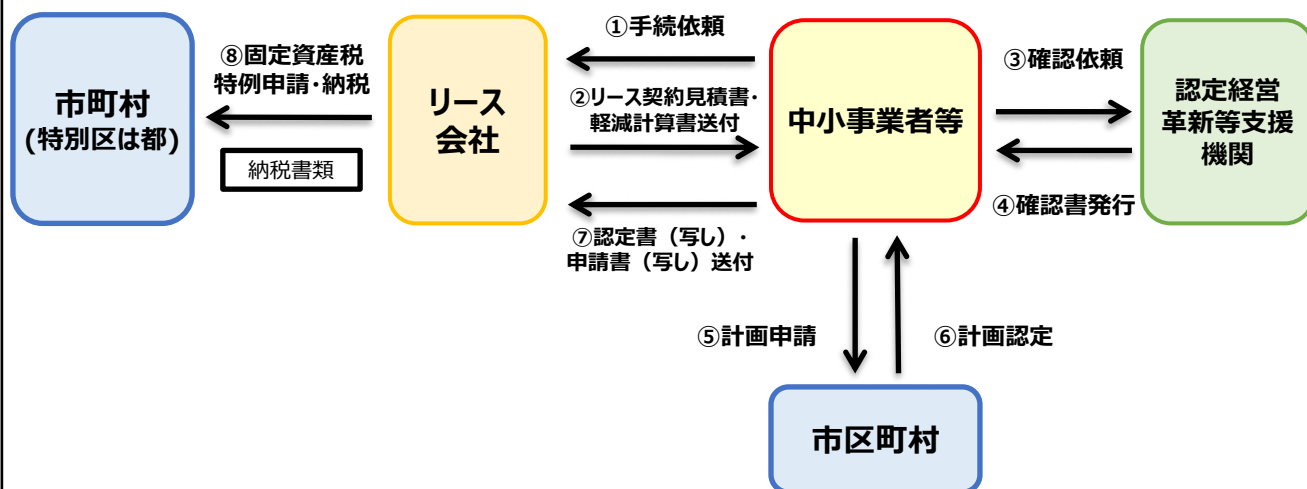 市町村
(特別区は都)
⑧固定資産税
特例申請・納税
納税書類
リース
会社
①手続依頼
②リース契約見積書・
軽減計算書送付
⑦認定書（写し）・
申請書（写し）送付
中小事業者等
③確認依頼
④確認書発行
認定経営
革新等支援
機関
⑤計画申請
⑥計画認定
市区町村